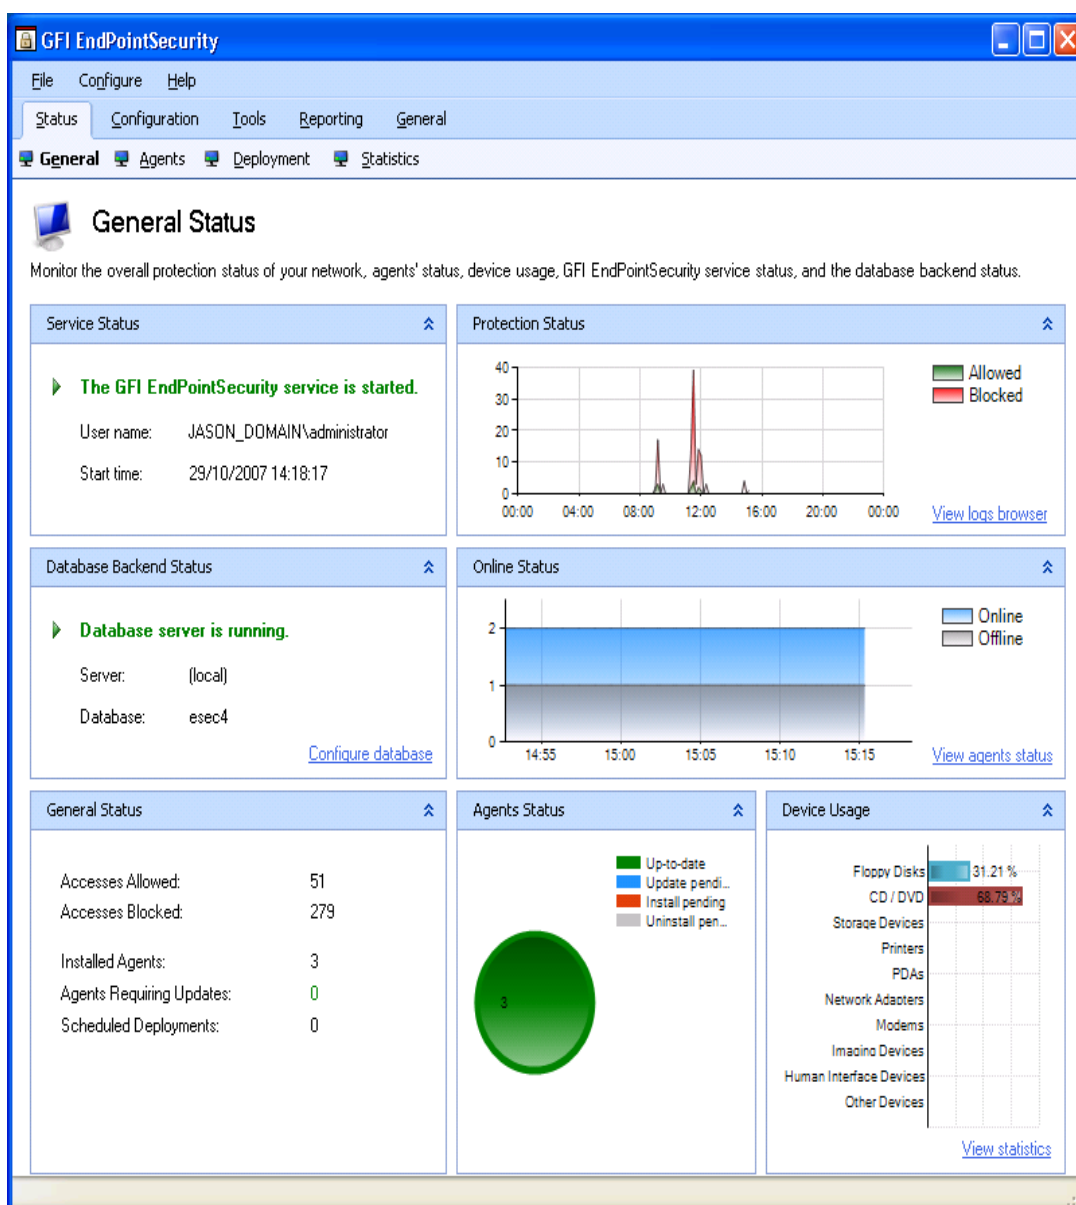 GFI EndPointSecurity
File Configure Help
Status Configuration Tools Reporting General
General Agents Deployment Statistics
General Status
Monitor the overall protection status of your network, agents' status, device usage, GFI EndPointSecurity service status, and the database backend status.
Service Status
The GFI EndPointSecurity service is started.
User name: JASON_DOMAIN\administrator
Start time: 29/10/2007 14:18:17
Protection Status
40
30
20
10
0
00:00 04:00 08:00 12:00 16:00 20:00 00:00
Allowed
Blocked
View logs browser
Database Backend Status
Database server is running.
Server: (local)
Database: esec4
Configure database
Online Status
2
1
0
14:55 15:00 15:05 15:10 15:15
Online
Offline
View agents status
General Status
Accesses Allowed: 51
Accesses Blocked: 279
Installed Agents: 3
Agents Requiring Updates: 0
Scheduled Deployments: 0
Agents Status
Up-to-date
Update pendi...
Install pending
Uninstall pen...
3
Device Usage
Floppy Disks 31.21 %
CD / DVD 68.79 %
Storage Devices
Printers
PDAs
Network Adapters
Modems
Imaging Devices
Human Interface Devices
Other Devices
View statistics